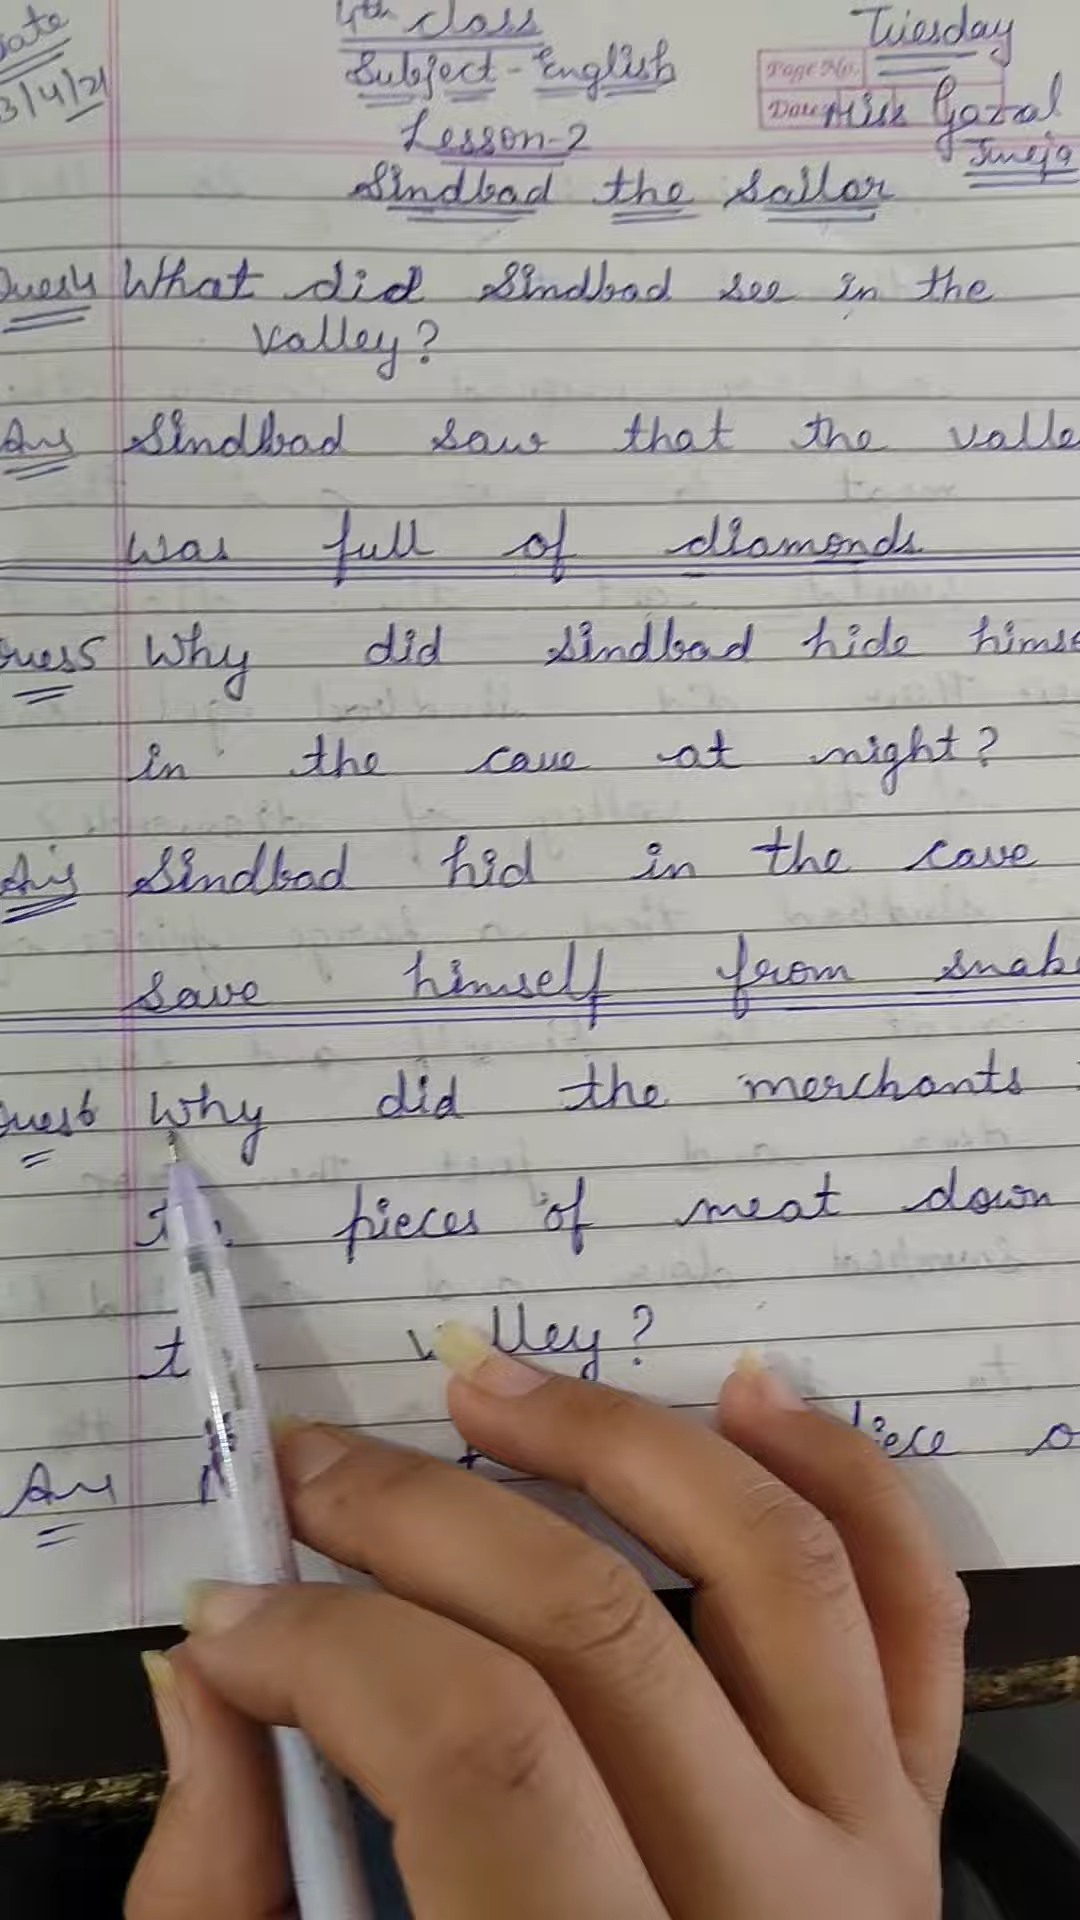 4th class
Tuesday
Subject - English
Page No.
3/4/21
Miss Gazal
Lesson-2
Juneja
Sindbad the Sailor
Ques4 What did Sindbad see in the
valley?
Ans Sindbad saw that the valle
was full of diamonds.
Ques5 Why did Sindbad hide himse
in the cave at night?
Ans Sindbad hid in the cave
save himself from
Ques6 Why did the merchants
pieces of meat down
lley?
Ans iece o